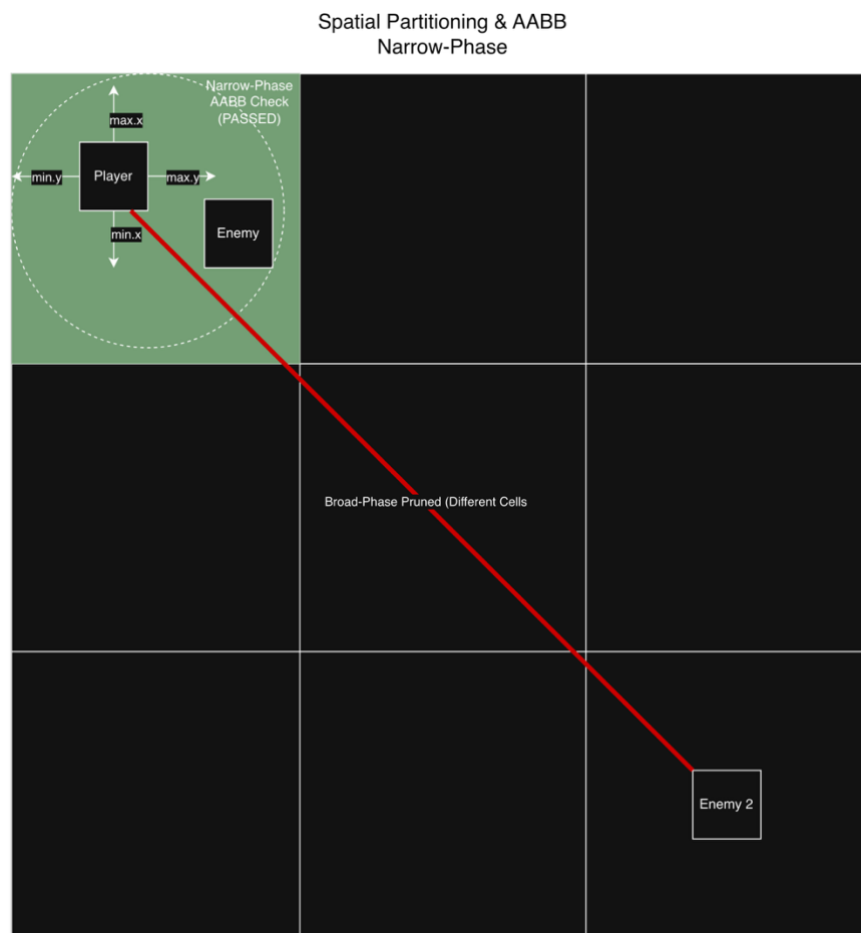 Spatial Partitioning & AABB
Narrow-Phase
Narrow-Phase
AABB Check
(PASSED)
max.x
min.y
Player
max.y
min.x
Enemy
Broad-Phase Pruned (Different Cells
Enemy 2